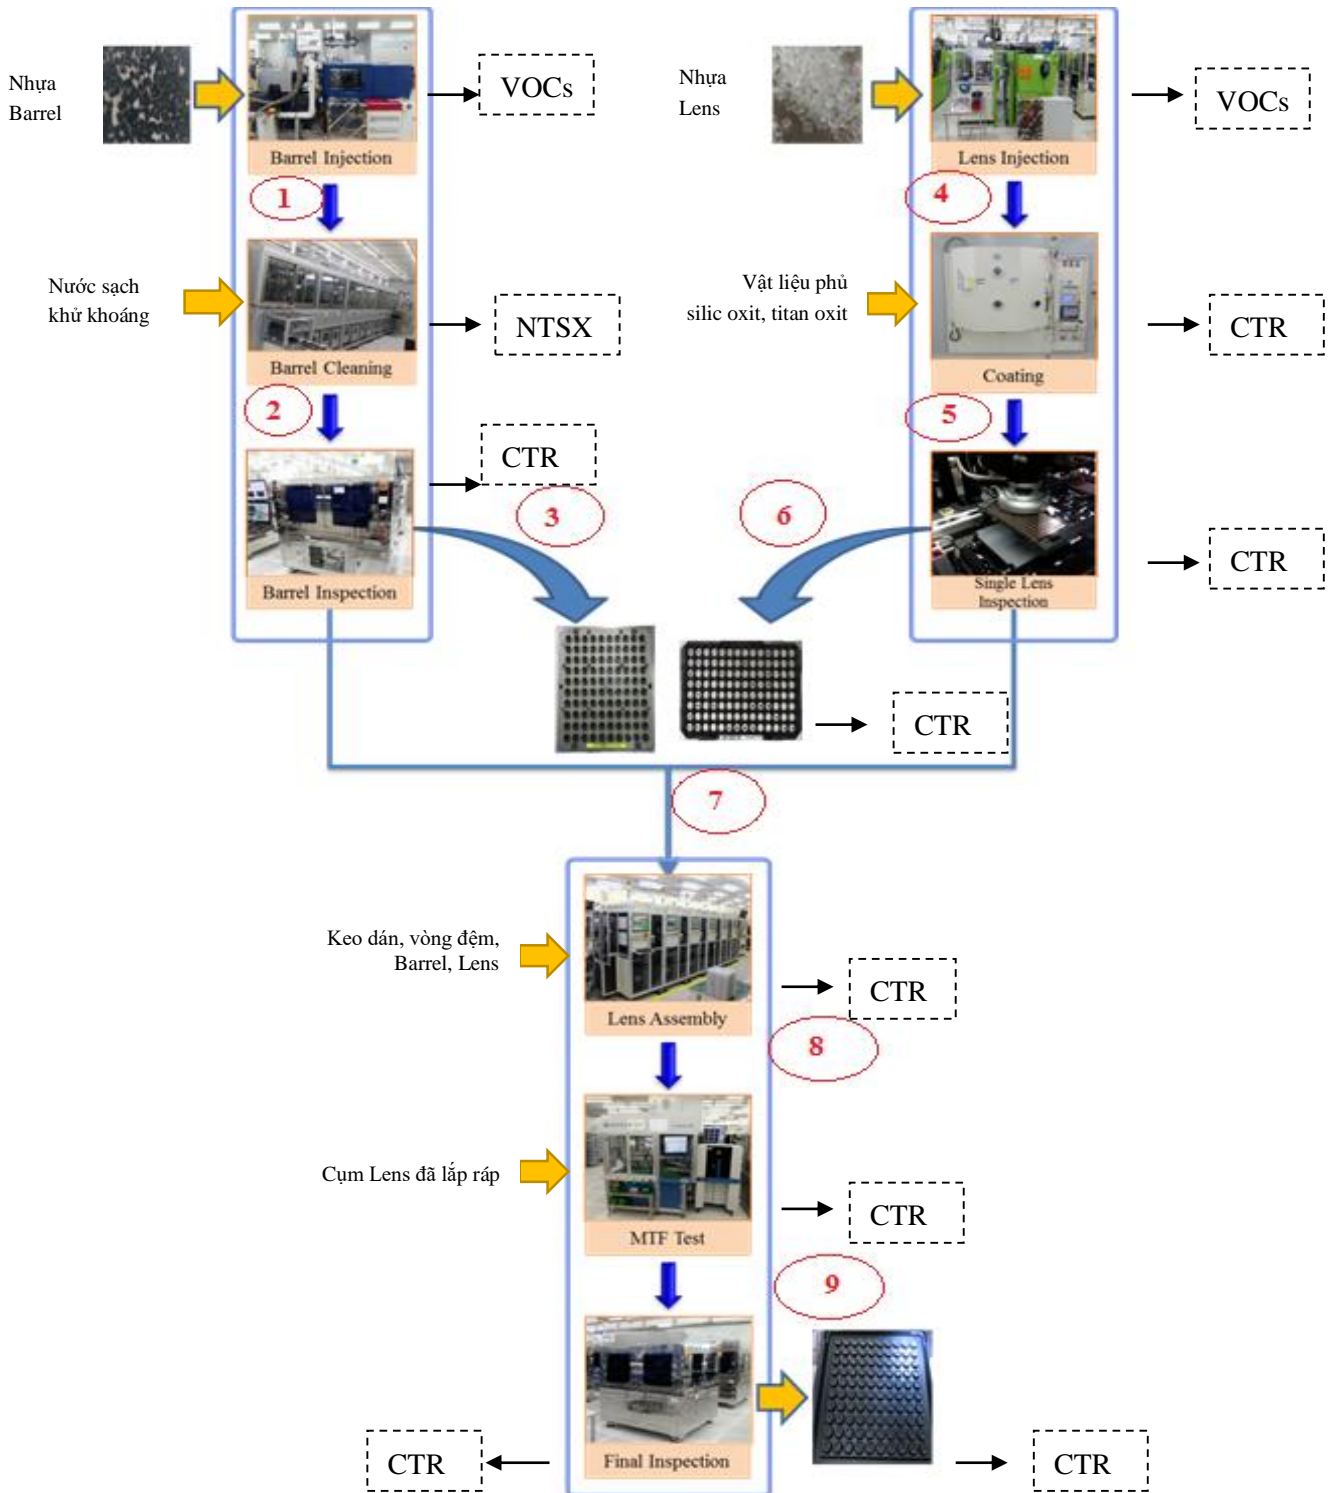 Nhựa
Barrel
VOCs
Barrel Injection
1
Nước sạch
khử khoáng
NTSX
Barrel Cleaning
2
CTR
3
Barrel Inspection
Nhựa
Lens
VOCs
Lens Injection
4
Vật liệu phủ
silic oxit, titan oxit
CTR
Coating
5
6
CTR
Single Lens
Inspection
CTR
7
Keo dán, vòng đệm,
Barrel, Lens
CTR
Lens Assembly
8
Cụm Lens đã lắp ráp
CTR
MTF Test
9
CTR
Final Inspection
CTR